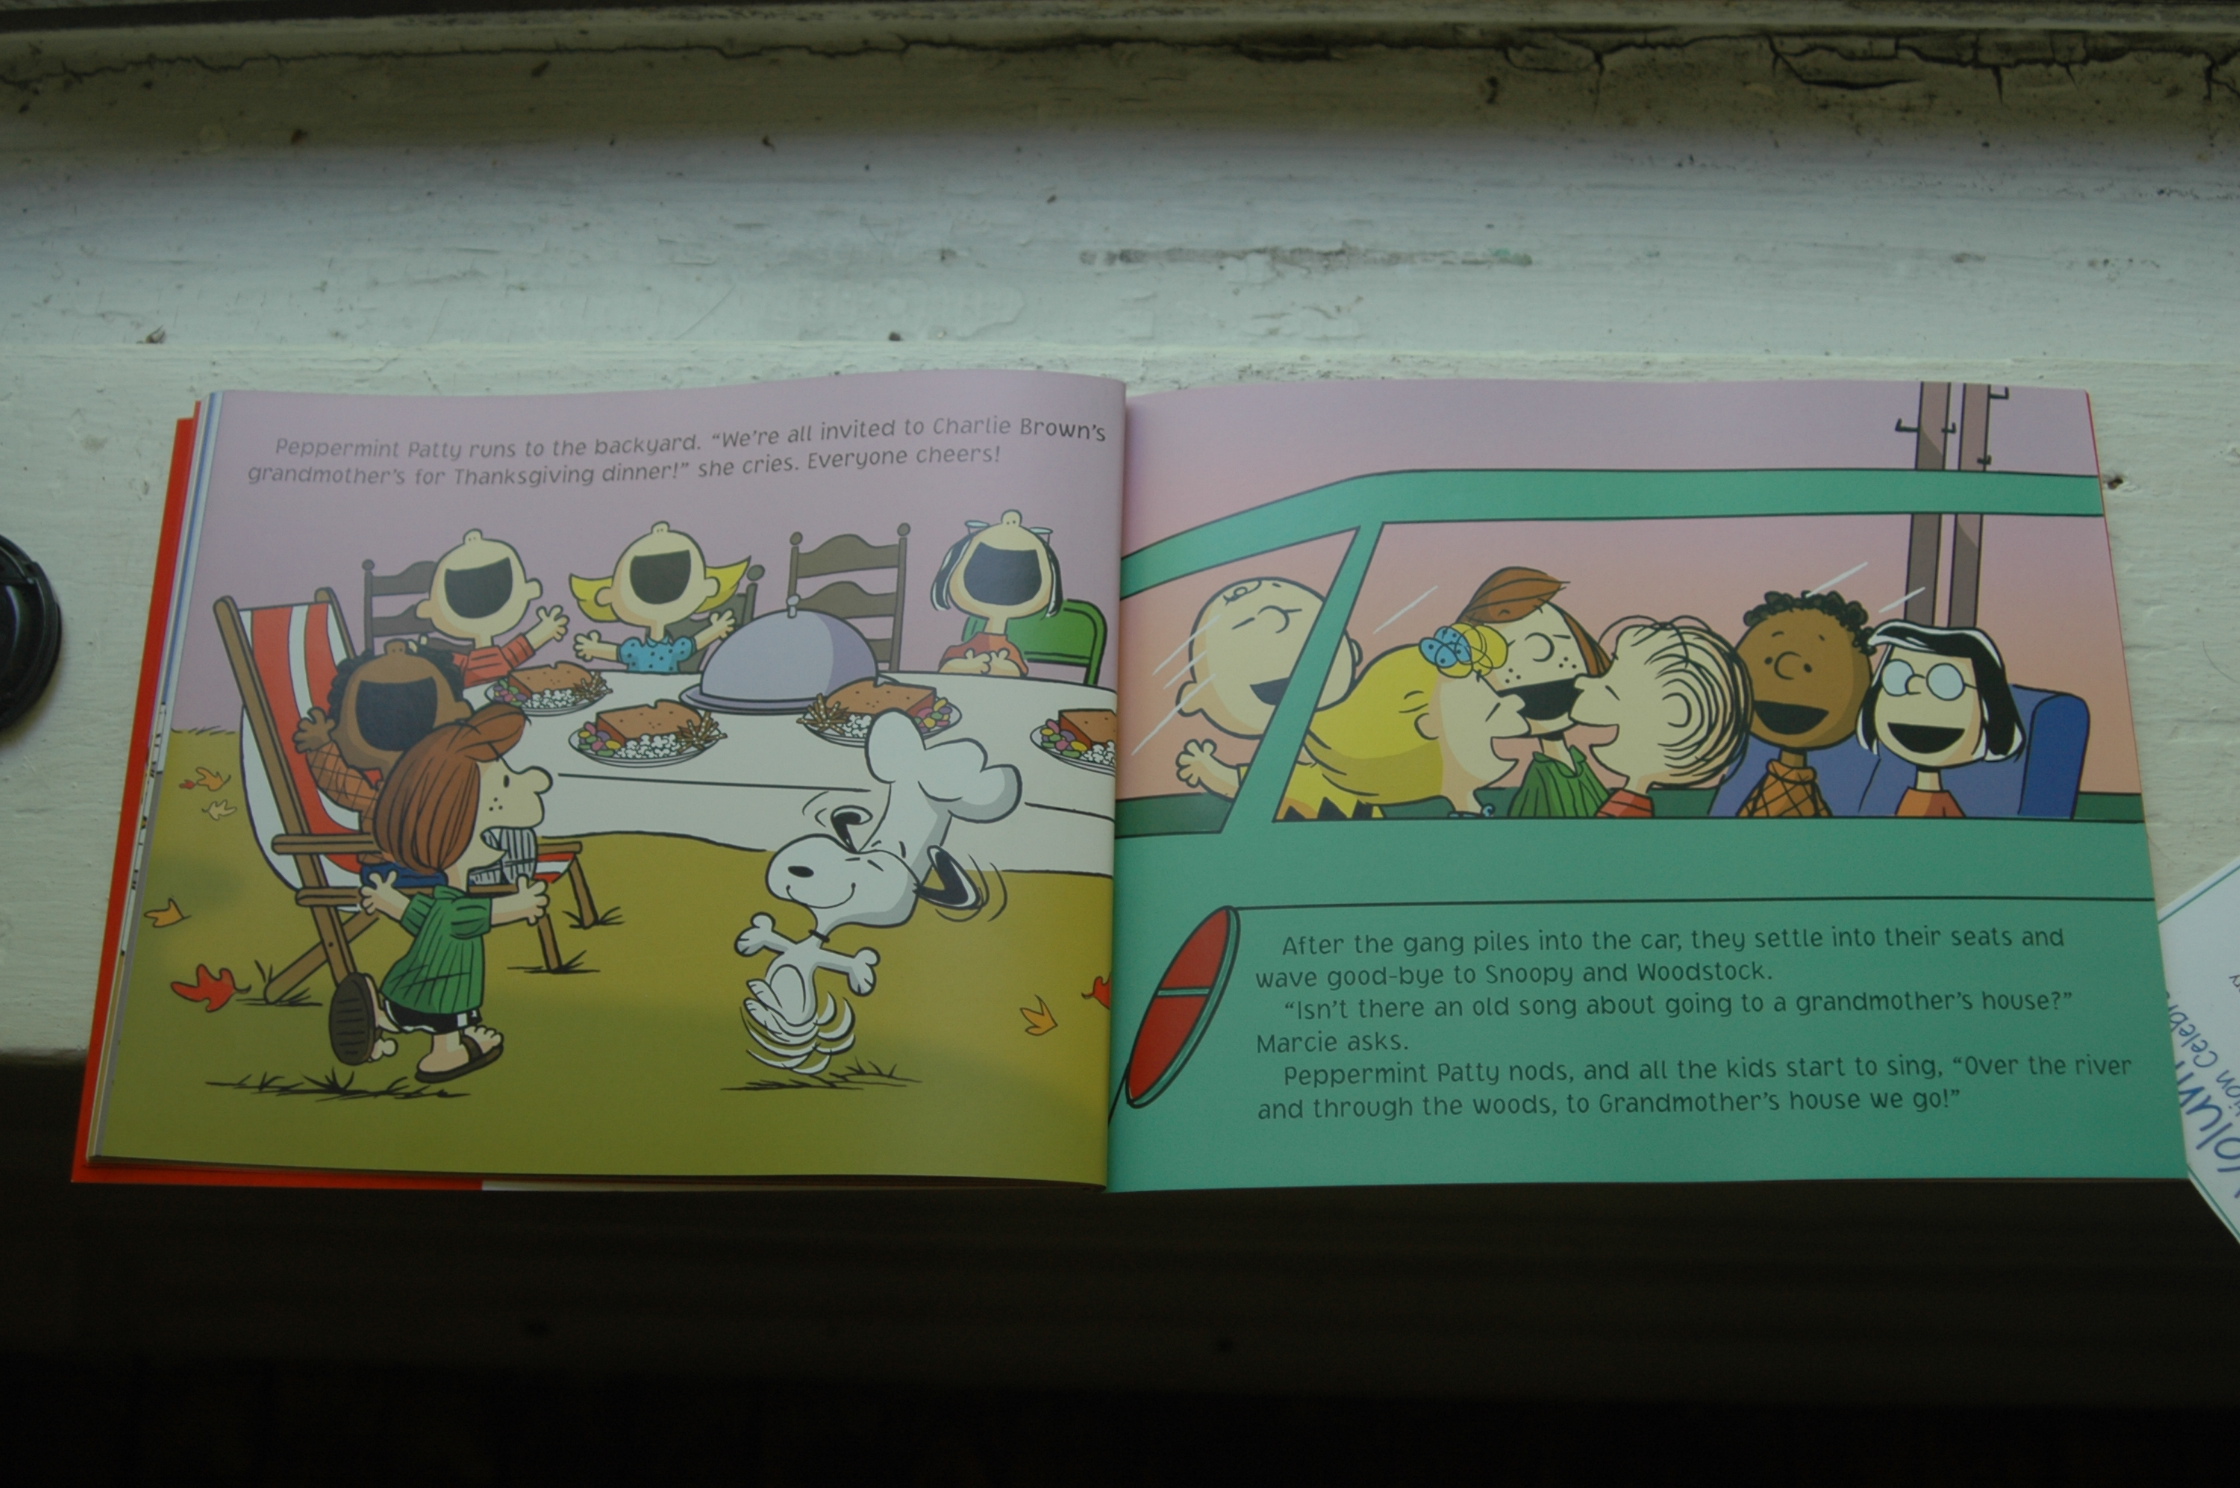 Peppermint Patty runs to the backyard. “We’re all invited to Charlie Brown’s
grandmother’s for Thanksgiving dinner!” she cries. Everyone cheers!
After the gang piles into the car, they settle into their seats and
wave good-bye to Snoopy and Woodstock.
“Isn’t there an old song about going to a grandmother’s house?”
Marcie asks.
Peppermint Patty nods, and all the kids start to sing, “Over the river
and through the woods, to Grandmother’s house we go!”